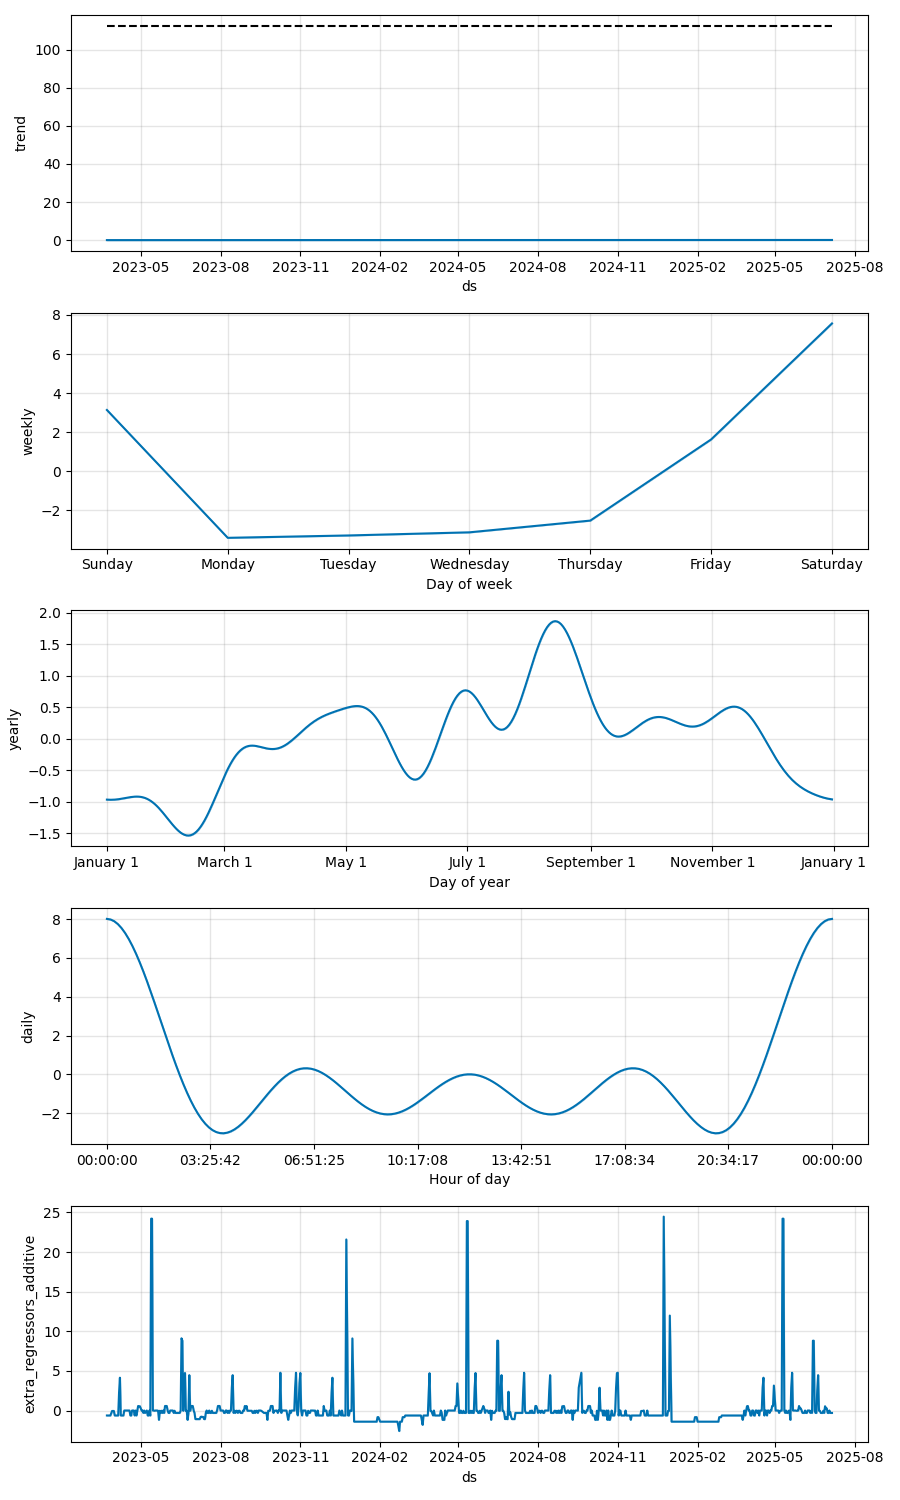 100
80
60
40
20
0
trend
2023-05 2023-08 2023-11 2024-02 2024-05 2024-08 2024-11 2025-02 2025-05 2025-08
ds
8
6
4
2
0
−2
weekly
Sunday Monday Tuesday Wednesday Thursday Friday Saturday
Day of week
2.0
1.5
1.0
0.5
0.0
−0.5
−1.0
−1.5
yearly
January 1 March 1 May 1 July 1 September 1 November 1 January 1
Day of year
8
6
4
2
0
−2
daily
00:00:00 03:25:42 06:51:25 10:17:08 13:42:51 17:08:34 20:34:17 00:00:00
Hour of day
25
20
15
10
5
0
extra_regressors_additive
2023-05 2023-08 2023-11 2024-02 2024-05 2024-08 2024-11 2025-02 2025-05 2025-08
ds